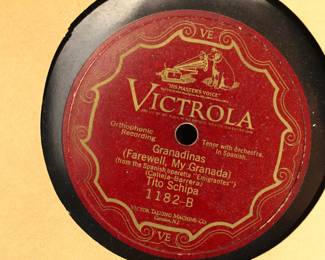 VE
"HIS MASTER'S VOICE"
VICTROLA
Orthophonic
Recording
Tenor with Orchestra.
In Spanish.
Granadinas
(Farewell, My Granada)
(from the Spanish operetta "Emigrantes")
(Calleja-Barrera)
Tito Schipa
1182-B
VICTOR TALKING MACHINE CO.
Camden, N.J.
VE